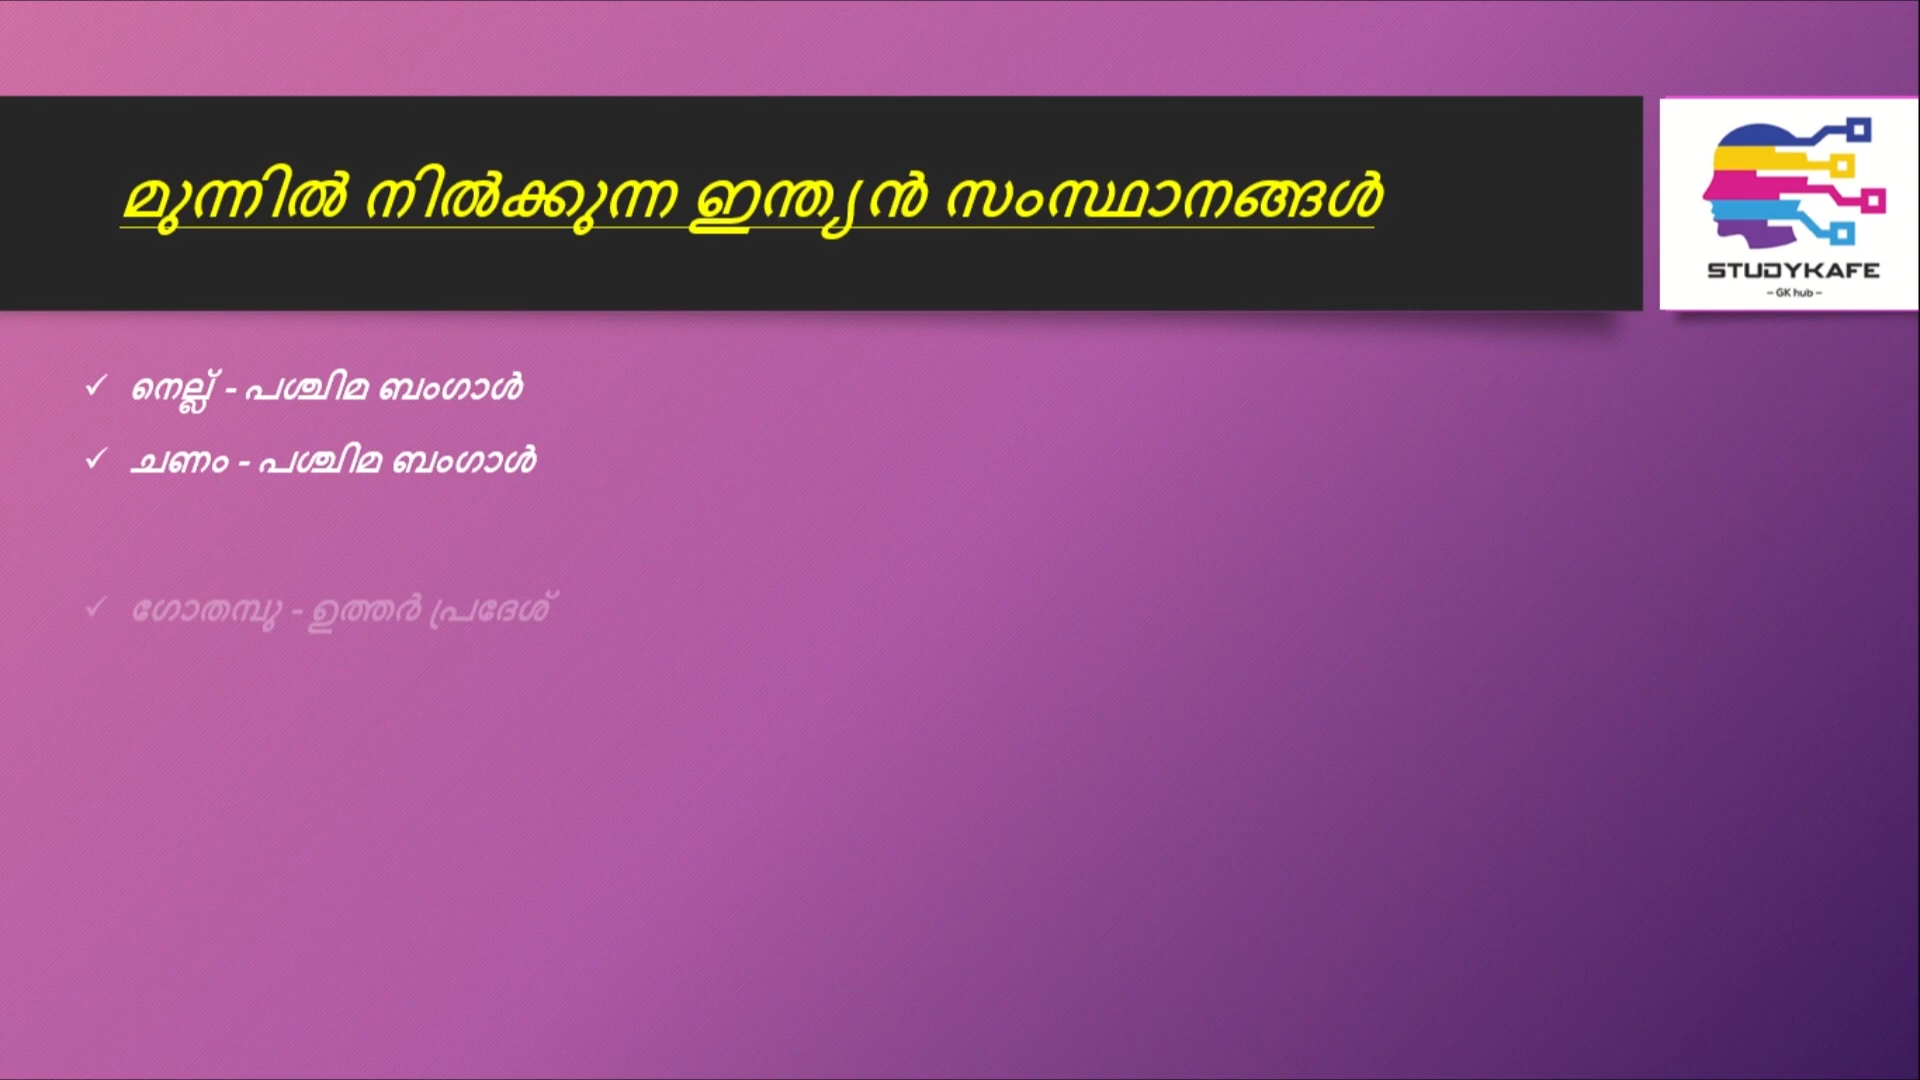 മുന്നിൽ നിൽക്കുന്ന ഇന്ത്യൻ സംസ്ഥാനങ്ങൾ
STUDYKAFE
– GK hub –
✓ നെല്ല് - പശ്ചിമ ബംഗാൾ
✓ ചണം - പശ്ചിമ ബംഗാൾ
✓ ഗോതമ്പു - ഉത്തർ പ്രദേശ്